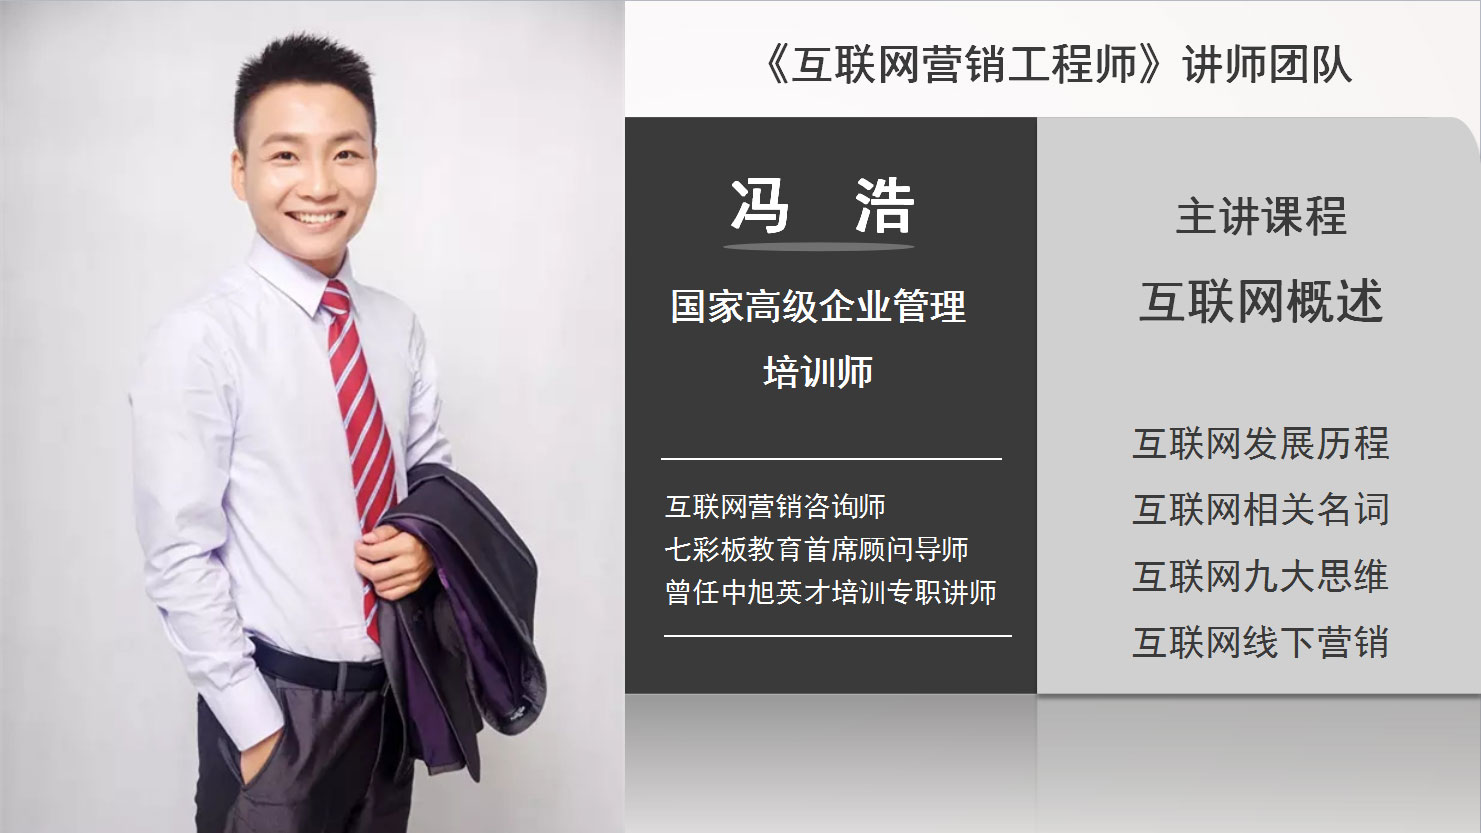 《互联网营销工程师》讲师团队
冯 浩
国家高级企业管理
培训师
互联网营销咨询师
七彩板教育首席顾问导师
曾任中旭英才培训专职讲师
主讲课程
互联网概述
互联网发展历程
互联网相关名词
互联网九大思维
互联网线下营销